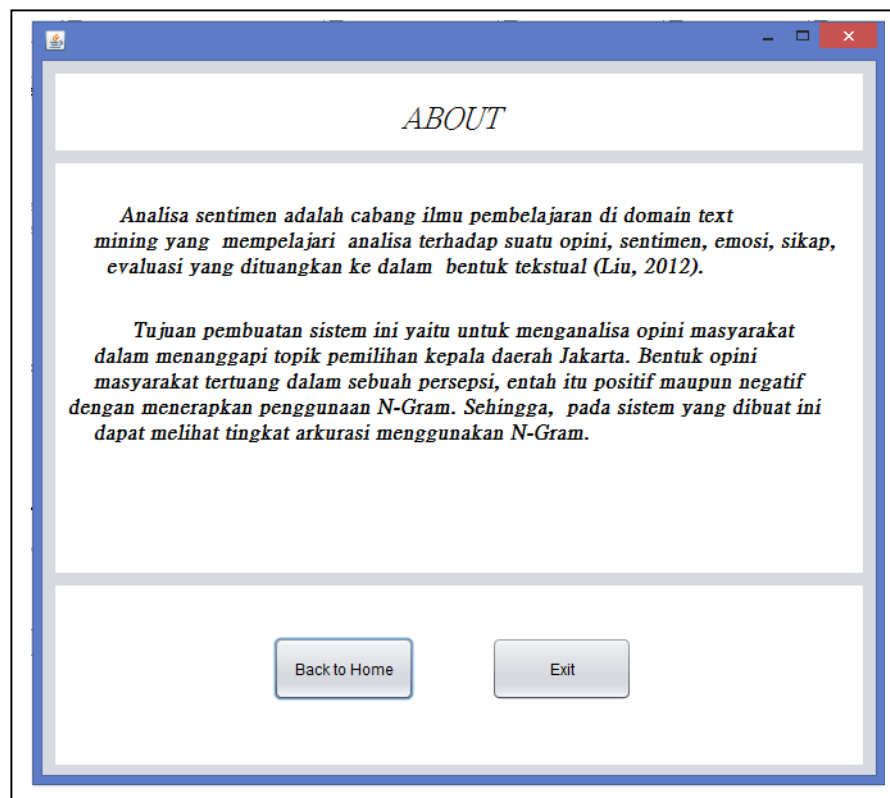 ABOUT
Analisa sentimen adalah cabang ilmu pembelajaran di domain text
mining yang mempelajari analisa terhadap suatu opini, sentimen, emosi, sikap,
evaluasi yang dituangkan ke dalam bentuk tekstual (Liu, 2012).
Tujuan pembuatan sistem ini yaitu untuk menganalisa opini masyarakat
dalam menanggapi topik pemilihan kepala daerah Jakarta. Bentuk opini
masyarakat tertuang dalam sebuah persepsi, entah itu positif maupun negatif
dengan menerapkan penggunaan N-Gram. Sehingga, pada sistem yang dibuat ini
dapat melihat tingkat arkurasi menggunakan N-Gram.
Back to Home
Exit